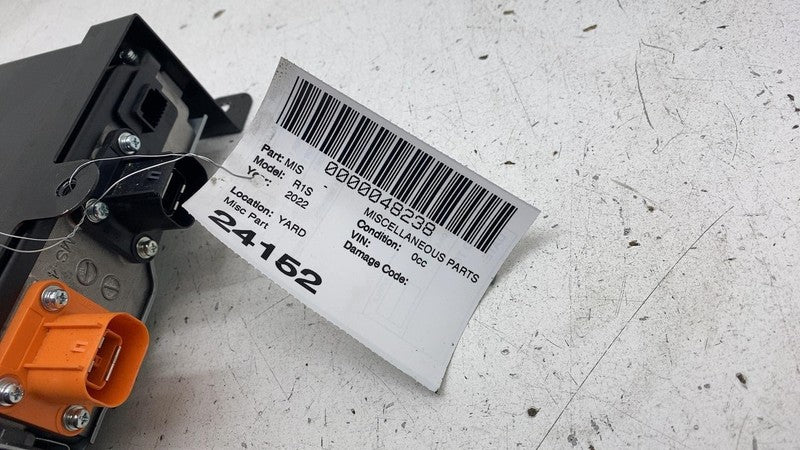 0000048238
Part: MIS - MISCELLANEOUS PARTS
Model: R1S Condition: 0cc
Year: 2022 VIN:
Damage Code:
Location: YARD
Misc Part
24152